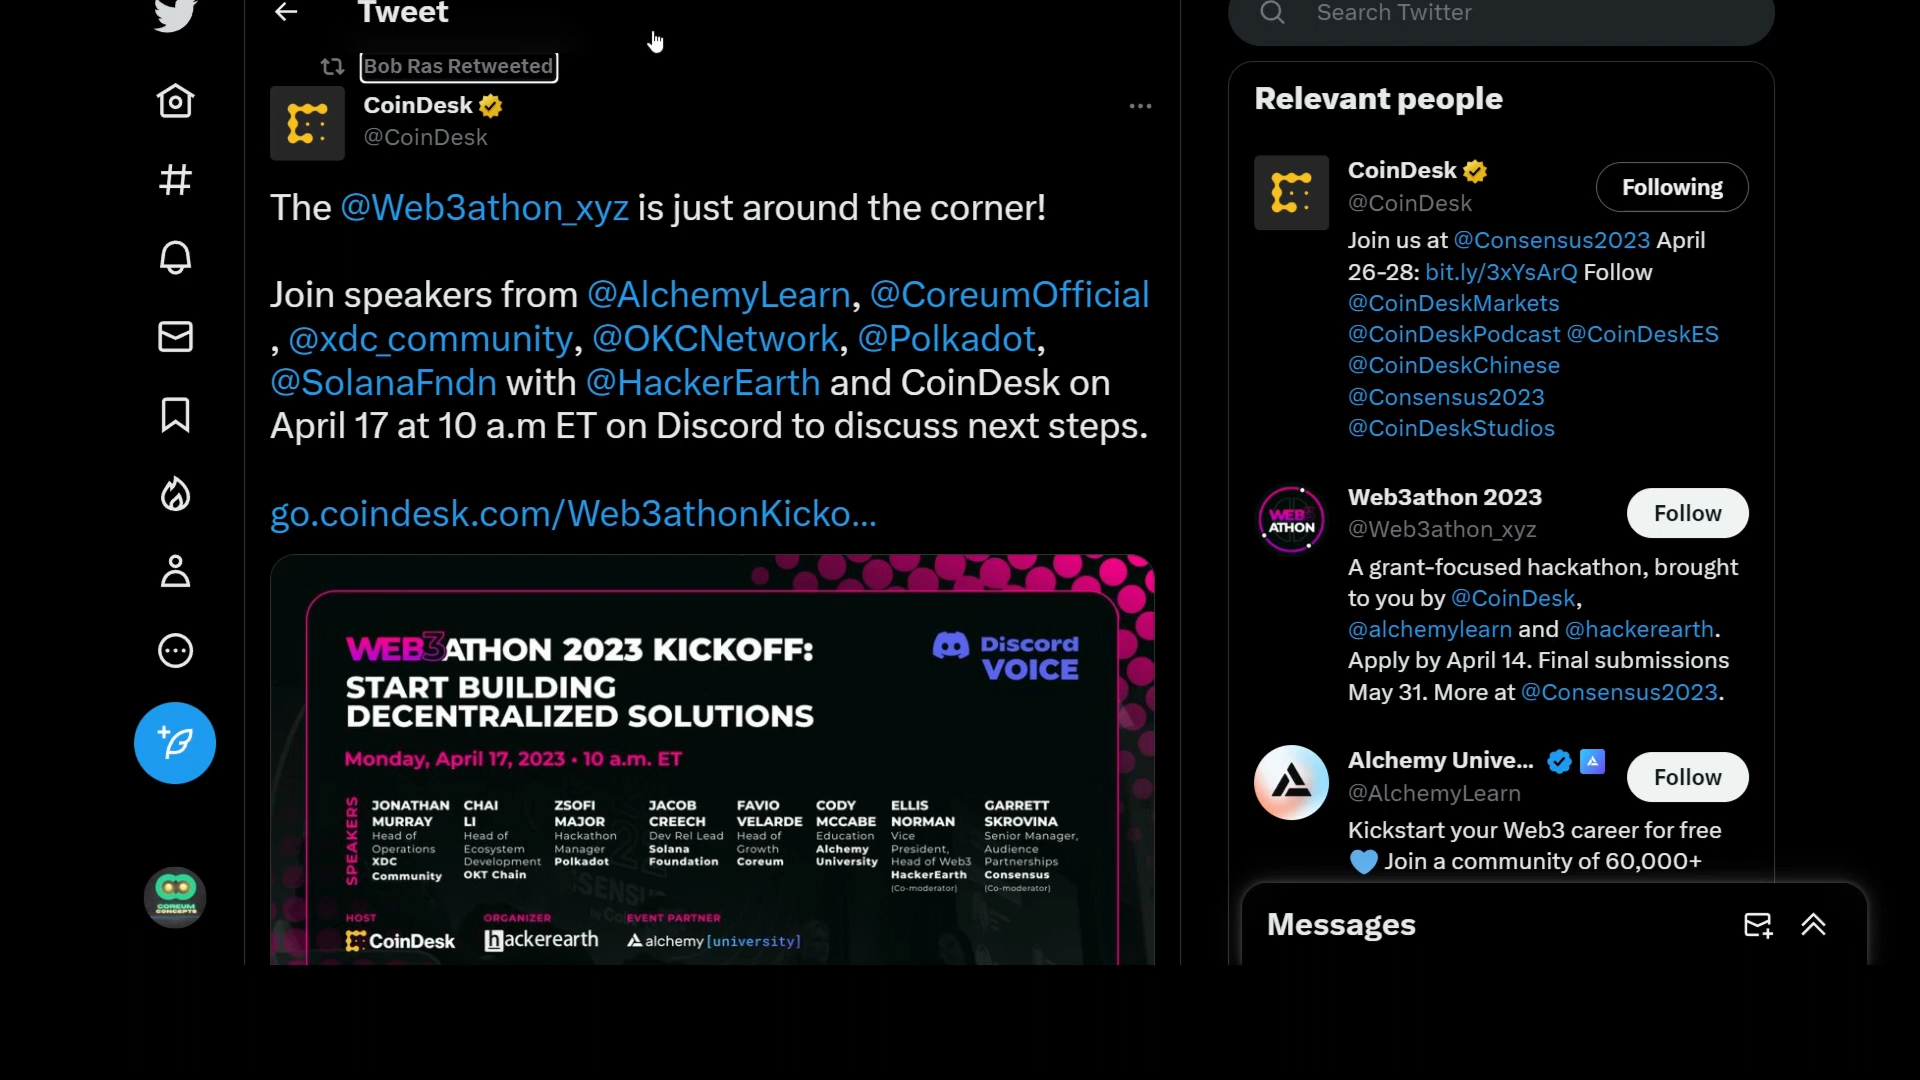 Tweet
Bob Ras Retweeted
CoinDesk
@CoinDesk
The @Web3athon_xyz is just around the corner!
Join speakers from @AlchemyLearn, @CoreumOfficial
, @xdc_community, @OKCNetwork, @Polkadot,
@SolanaFndn with @HackerEarth and CoinDesk on
April 17 at 10 a.m ET on Discord to discuss next steps.
go.coindesk.com/Web3athonKicko...
WEB3ATHON 2023 KICKOFF:
START BUILDING
DECENTRALIZED SOLUTIONS
Discord
VOICE
Monday, April 17, 2023 • 10 a.m. ET
SPEAKERS
JONATHAN
MURRAY
Head of
Operations
XDC
Community
CHAI
LI
Head of
Ecosystem
Development
OKT Chain
ZSOFI
MAJOR
Hackathon
Manager
Polkadot
JACOB
CREECH
Dev Rel Lead
Solana
Foundation
FAVIO
VELARDE
Head of
Growth
Coreum
CODY
MCCABE
Education
Alchemy
University
ELLIS
NORMAN
Vice
President,
Head of Web3
HackerEarth
(Co-moderator)
GARRETT
SKROVINA
Senior Manager,
Audience
Partnerships
Consensus
(Co-moderator)
HOST
CoinDesk
ORGANIZER
hackerearth
EVENT PARTNER
alchemy [university]
Search Twitter
Relevant people
CoinDesk
@CoinDesk
Following
Join us at @Consensus2023 April
26-28: bit.ly/3xYsArQ Follow
@CoinDeskMarkets
@CoinDeskPodcast @CoinDeskES
@CoinDeskChinese
@Consensus2023
@CoinDeskStudios
WEB3
ATHON
Web3athon 2023
@Web3athon_xyz
Follow
A grant-focused hackathon, brought
to you by @CoinDesk,
@alchemylearn and @hackerearth.
Apply by April 14. Final submissions
May 31. More at @Consensus2023.
Alchemy Unive...
@AlchemyLearn
Follow
Kickstart your Web3 career for free
Join a community of 60,000+
Messages
COREUM
CONCEPTS